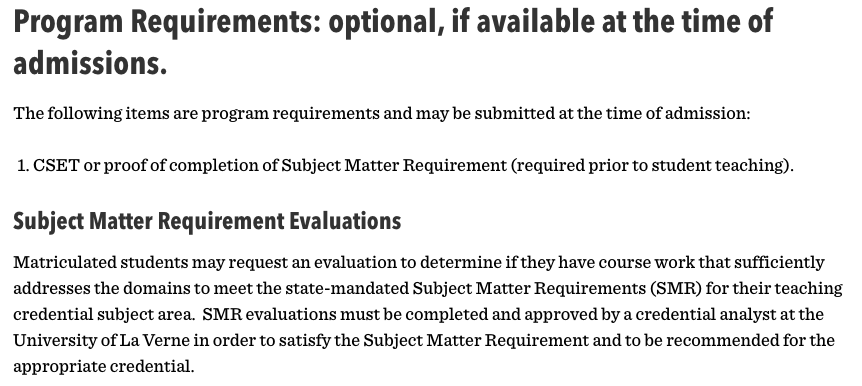 Program Requirements: optional, if available at the time of
admissions.
The following items are program requirements and may be submitted at the time of admission:
1. CSET or proof of completion of Subject Matter Requirement (required prior to student teaching).
Subject Matter Requirement Evaluations
Matriculated students may request an evaluation to determine if they have course work that sufficiently
addresses the domains to meet the state-mandated Subject Matter Requirements (SMR) for their teaching
credential subject area.  SMR evaluations must be completed and approved by a credential analyst at the
University of La Verne in order to satisfy the Subject Matter Requirement and to be recommended for the
appropriate credential.